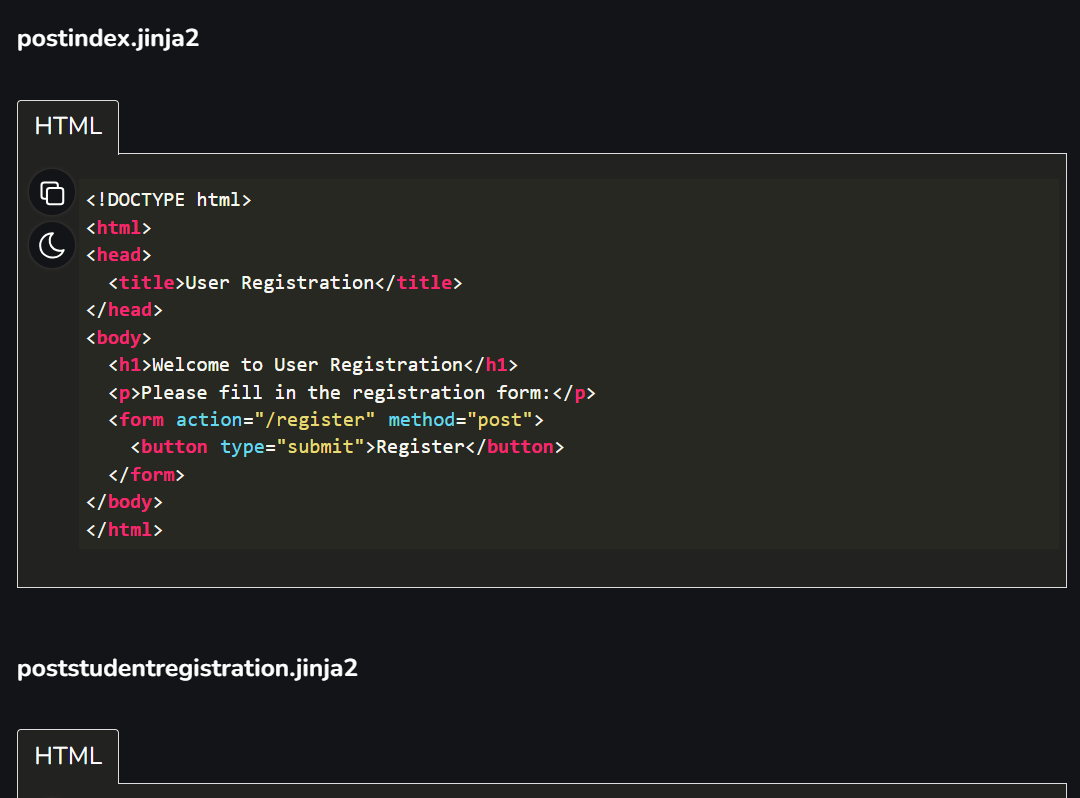 postindex.jinja2
HTML
<!DOCTYPE html>
<html>
<head>
  <title>User Registration</title>
</head>
<body>
  <h1>Welcome to User Registration</h1>
  <p>Please fill in the registration form:</p>
  <form action="/register" method="post">
    <button type="submit">Register</button>
  </form>
</body>
</html>
poststudentregistration.jinja2
HTML